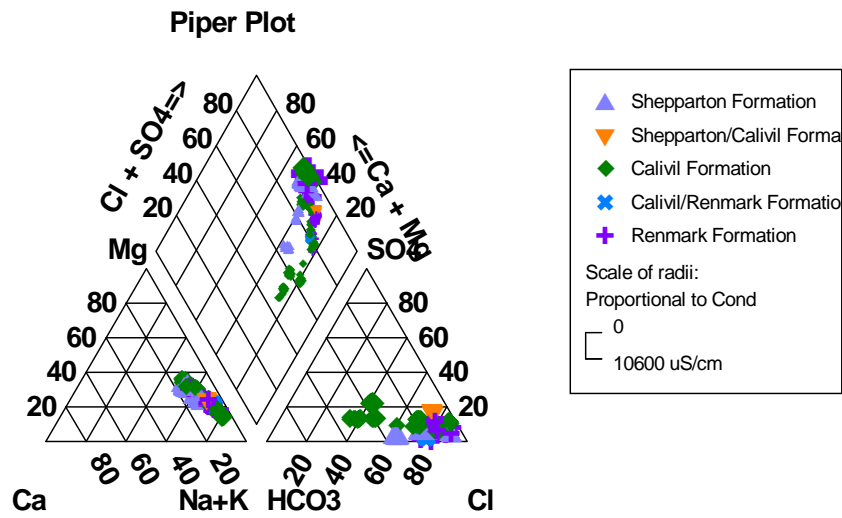 Piper Plot
80 80
60 60
40 40
20 20
Cl + SO4=>
<=Ca + Mg
Mg SO4
80 80
60 60
40 40
20 20
80 60 40 20 20 40 60 80
Ca Na+K HCO3 Cl
Shepparton Formation
Shepparton/Calivil Forma
Calivil Formation
Calivil/Renmark Formatio
Renmark Formation
Scale of radii:
Proportional to Cond
0
10600 uS/cm